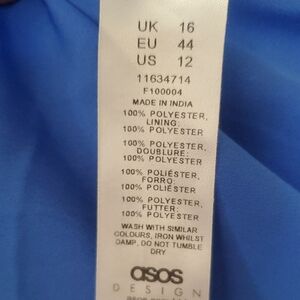 UK 16
EU 44
US 12
11634714
F100004
MADE IN INDIA
100% POLYESTER,
LINING:
100% POLYESTER
100% POLYESTER,
DOUBLURE:
100% POLYESTER
100% POLIÉSTER,
FORRO:
100% POLIÉSTER
100% POLYESTER,
FUTTER:
100% POLYESTER
WASH WITH SIMILAR
COLOURS, IRON WHILST
DAMP, DO NOT TUMBLE
DRY
asos
DESIGN